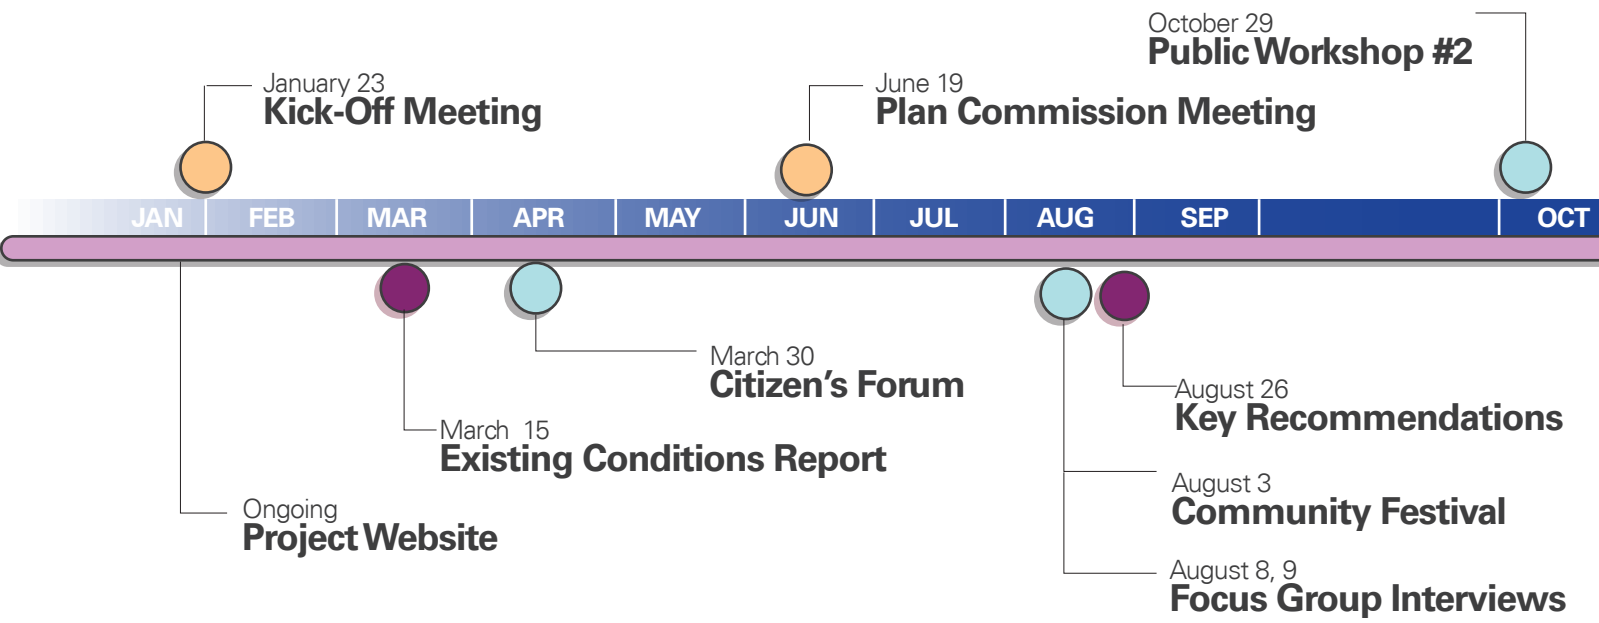 October 29
Public Workshop #2
January 23
Kick-Off Meeting
June 19
Plan Commission Meeting
JAN FEB MAR APR MAY JUN JUL AUG SEP OCT
March 30
Citizen’s Forum
August 26
Key Recommendations
March 15
Existing Conditions Report
August 3
Community Festival
Ongoing
Project Website
August 8, 9
Focus Group Interviews